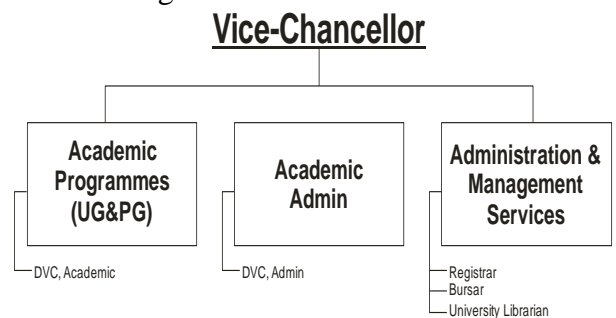 Vice-Chancellor
Academic
Programmes
(UG&PG)
DVC, Academic
Academic
Admin
DVC, Admin
Administration &
Management
Services
Registrar
Bursar
University Librarian